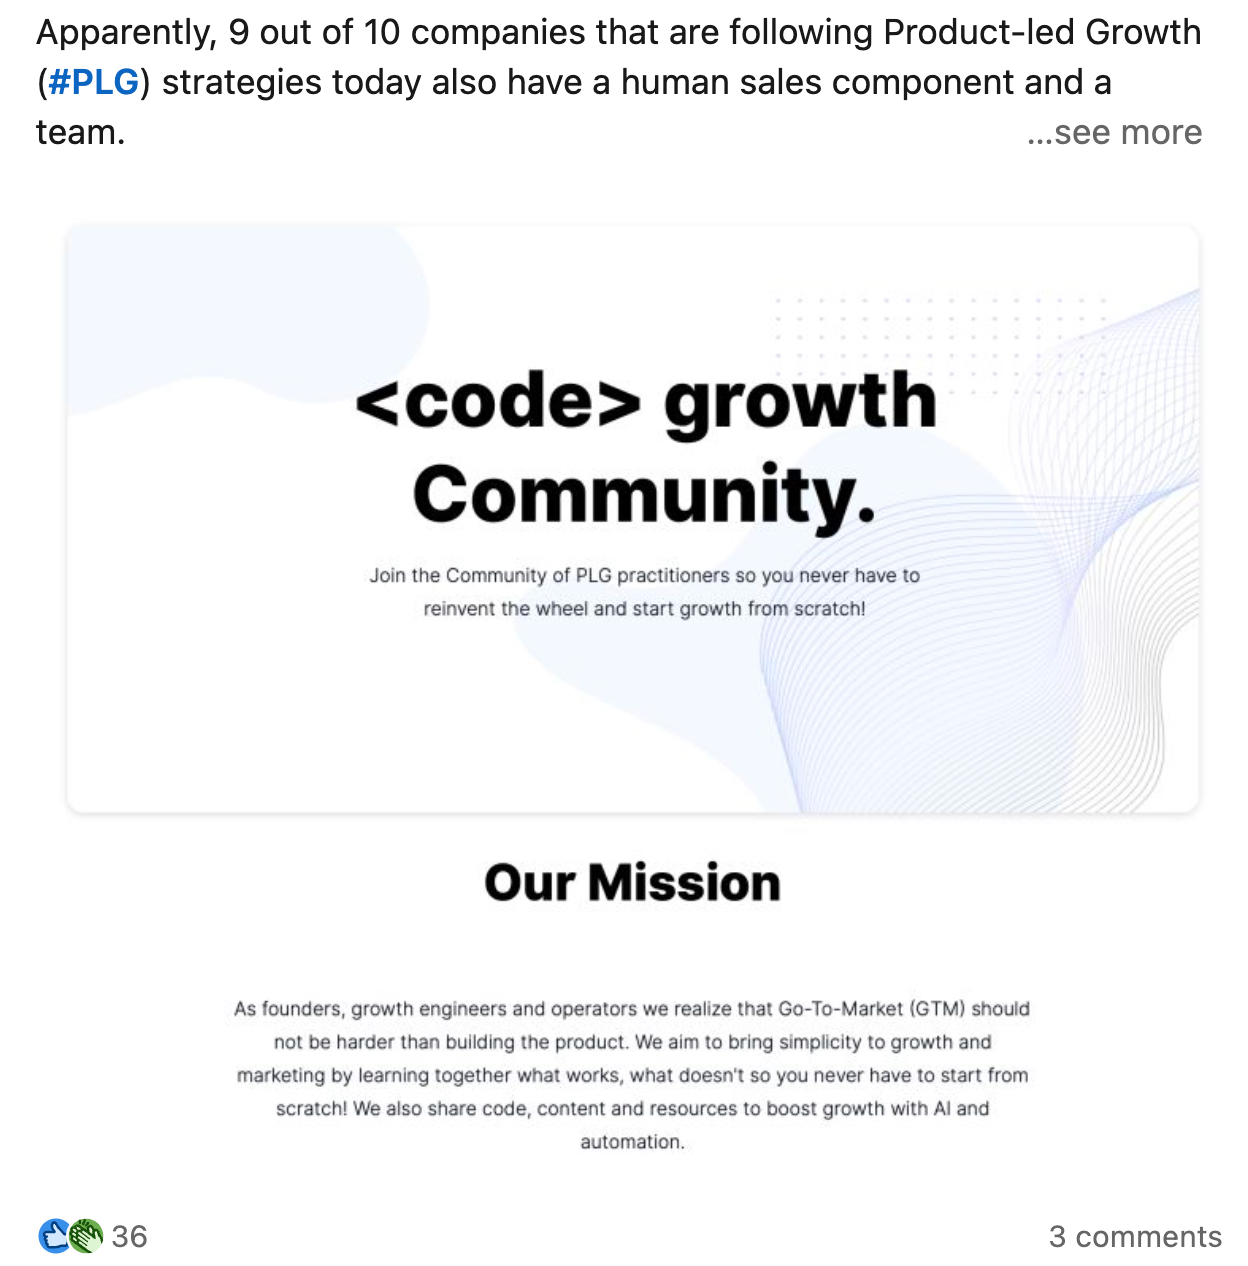 Apparently, 9 out of 10 companies that are following Product-led Growth
(#PLG) strategies today also have a human sales component and a
team.
...see more
<code> growth
Community.
Join the Community of PLG practitioners so you never have to
reinvent the wheel and start growth from scratch!
Our Mission
As founders, growth engineers and operators we realize that Go-To-Market (GTM) should
not be harder than building the product. We aim to bring simplicity to growth and
marketing by learning together what works, what doesn't so you never have to start from
scratch! We also share code, content and resources to boost growth with AI and
automation.
36
3 comments